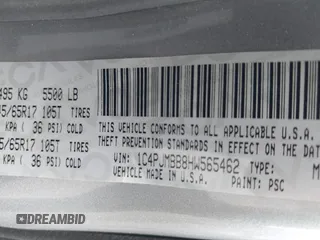 495 KG 5500 LB
5/65R17 105T TIRES
KPA ( 36 PSI) COLD
5/65R17 105T TIRES
KPA ( 36 PSI) COLD
THIS VEHICLE CONFORMS TO ALL APPLICABLE U.S.A.
THEFT PREVENTION STANDARDS IN EFFECT ON THE
VIN: 1C4PJMBB8HW565462 TYPE: M
VEHICLE MADE IN U.S.A. PAINT: PSC
DREAMBID